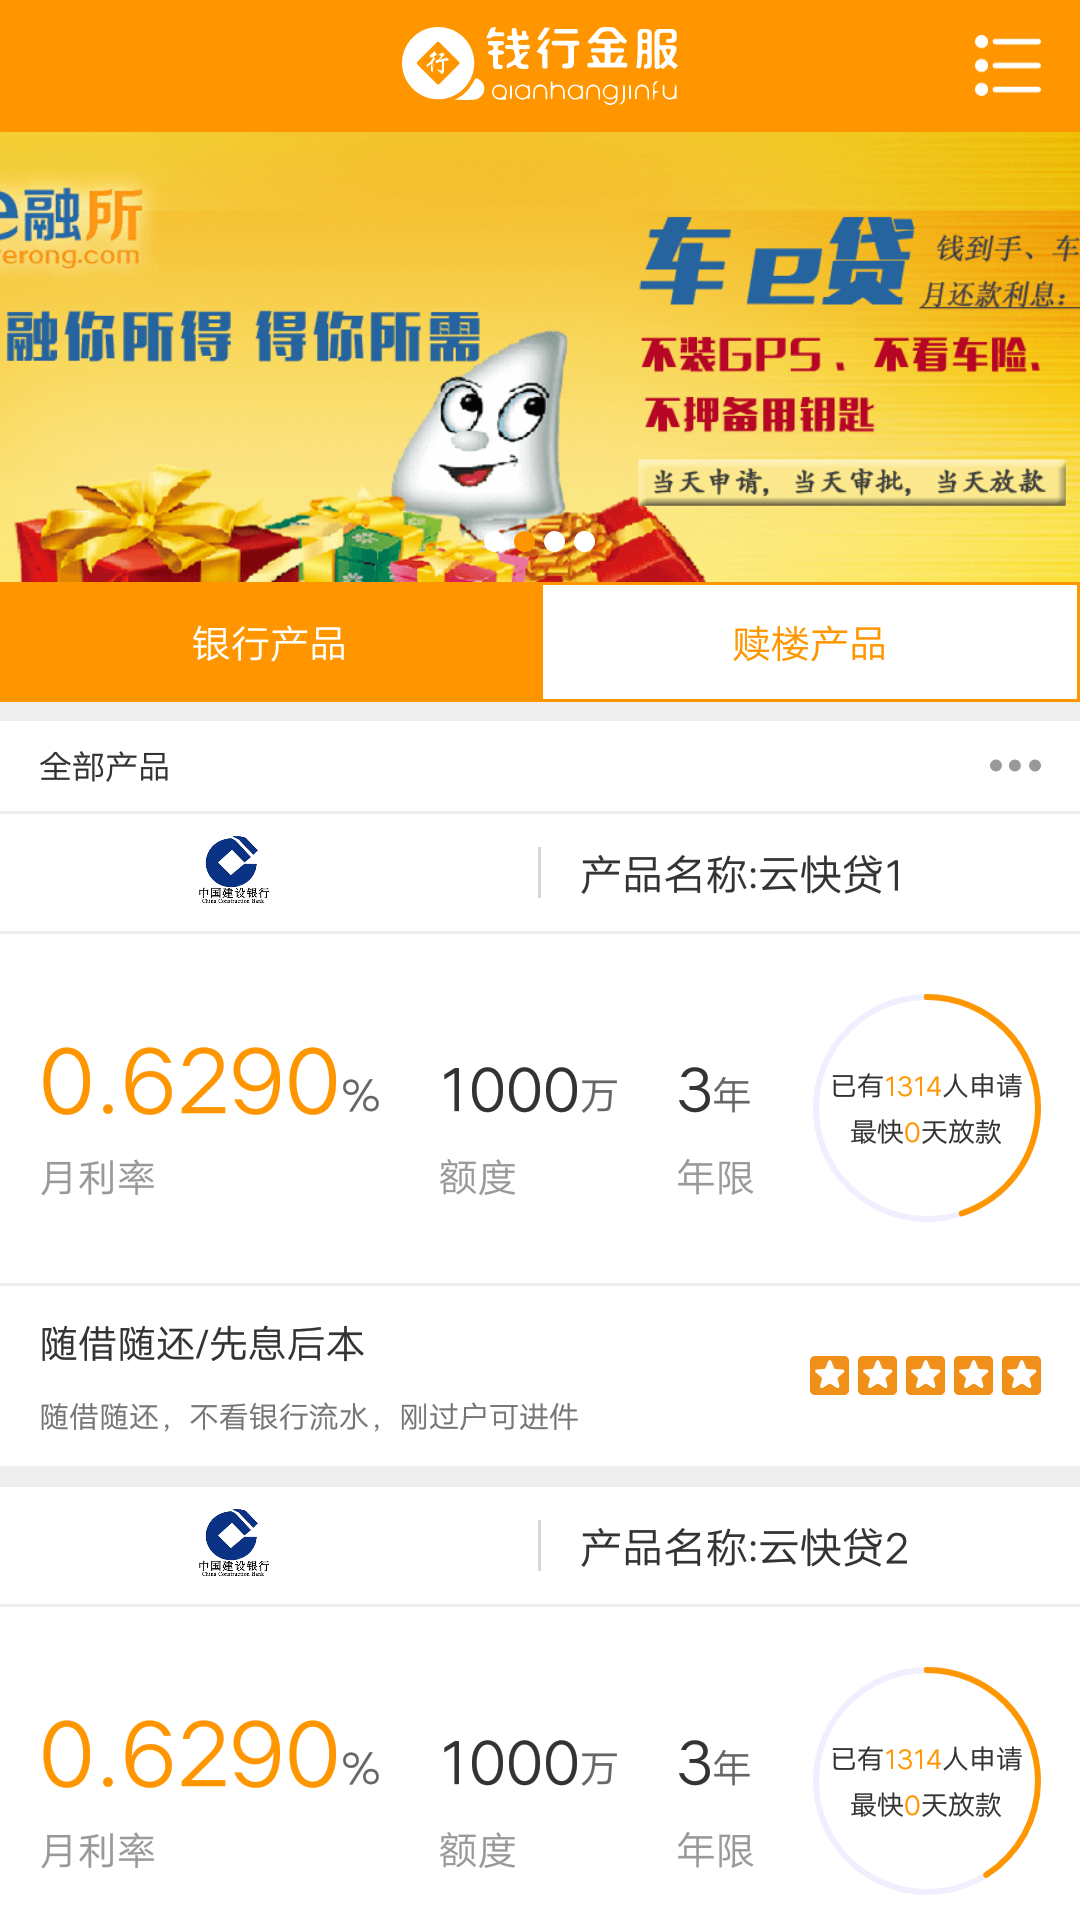 行
钱行金服
qianhangjinfu
e融所
erong.com
融你所得 得你所需
车e贷
钱到手、车
月还款利息:
不装GPS、不看车险、
不押备用钥匙
当天申请，当天审批，当天放款
银行产品
赎楼产品
全部产品
中国建设银行
China Construction Bank
产品名称:云快贷1
0.6290%
1000万
3年
月利率
额度
年限
已有1314人申请
最快0天放款
随借随还/先息后本
随借随还，不看银行流水，刚过户可进件
中国建设银行
China Construction Bank
产品名称:云快贷2
0.6290%
1000万
3年
月利率
额度
年限
已有1314人申请
最快0天放款